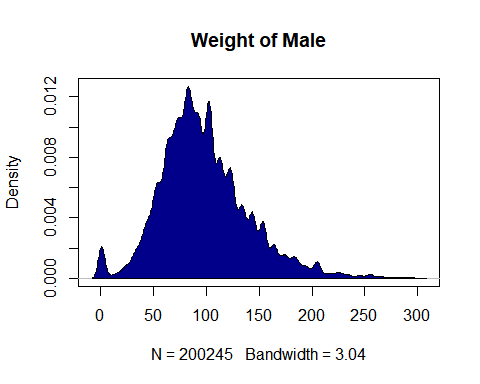 Weight of Male
Density
0.000 0.004 0.008 0.012
0 50 100 150 200 250 300
N = 200245 Bandwidth = 3.04